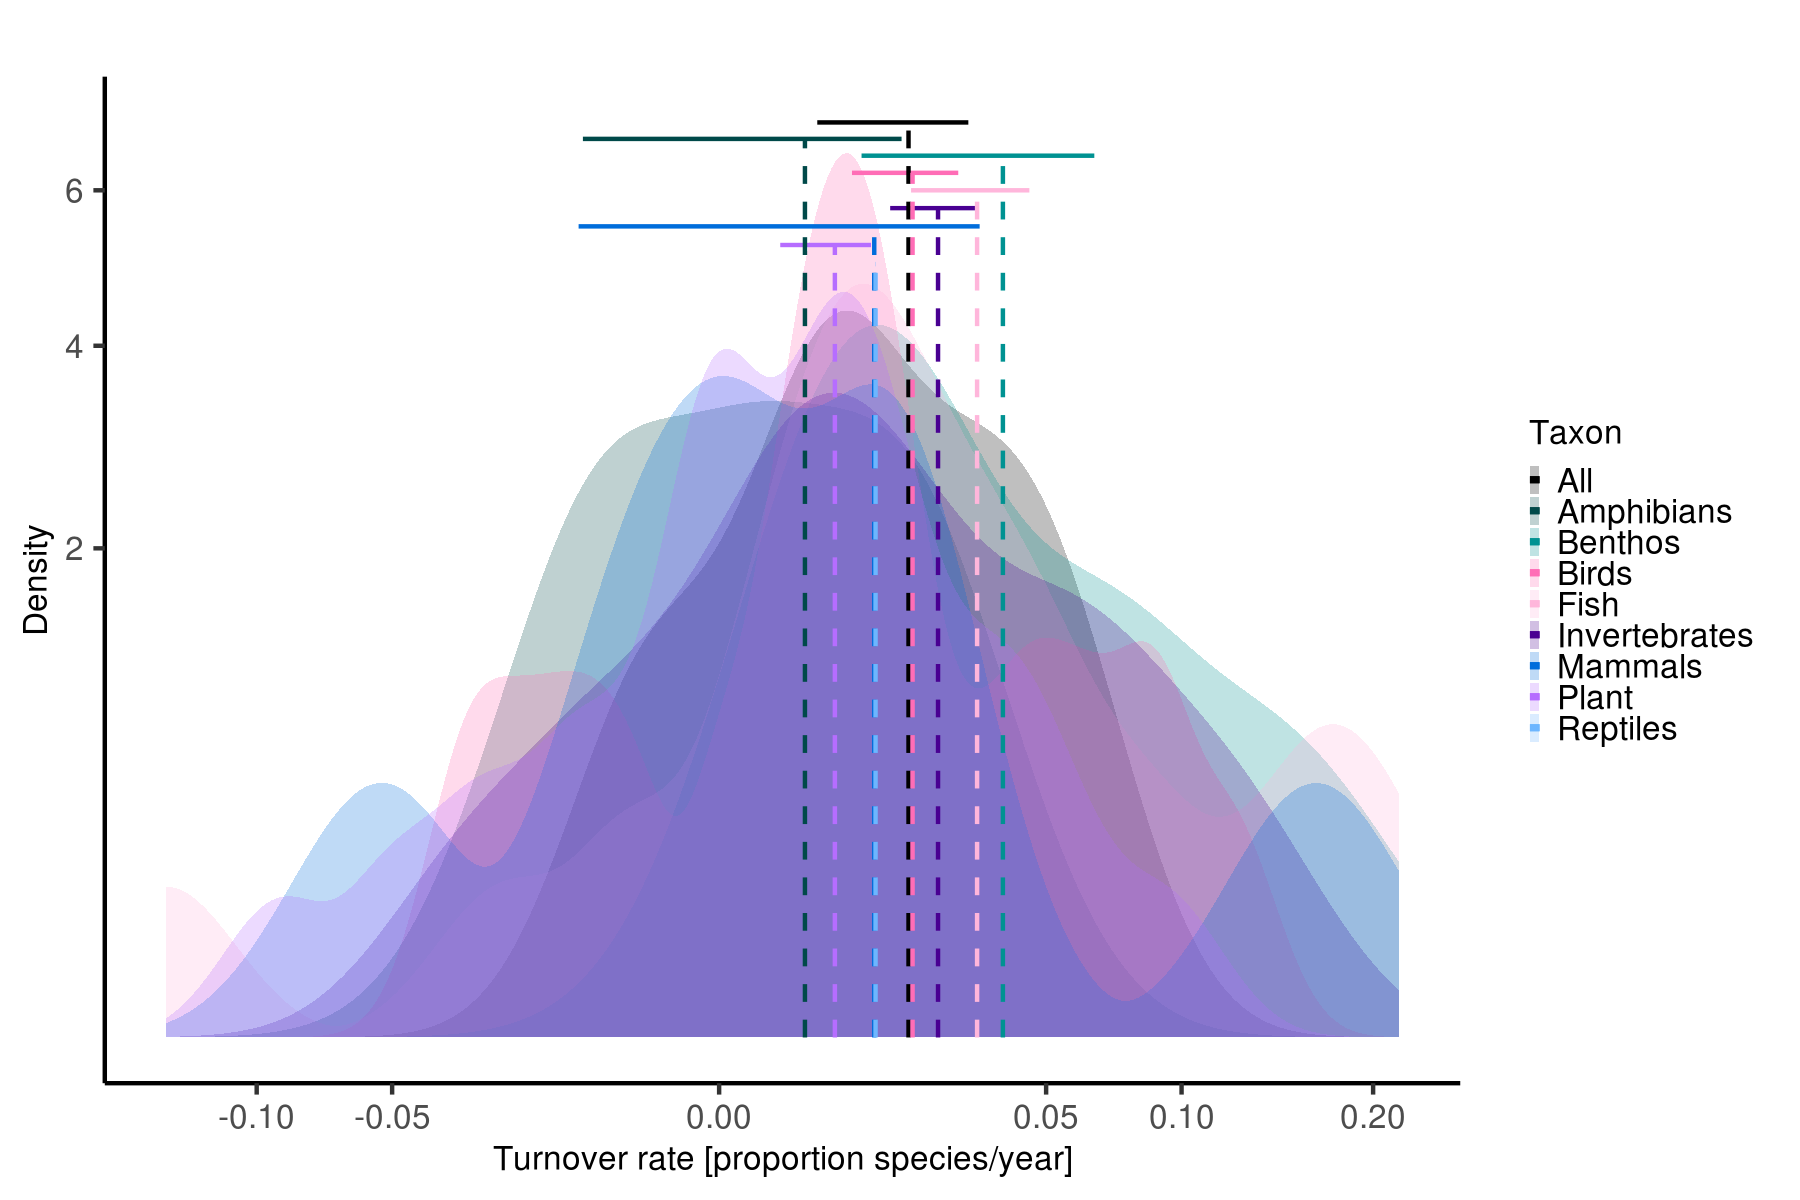 6
4
2
Density
-0.10
-0.05
0.00
0.05
0.10
0.20
Turnover rate [proportion species/year]
Taxon
All
Amphibians
Benthos
Birds
Fish
Invertebrates
Mammals
Plant
Reptiles